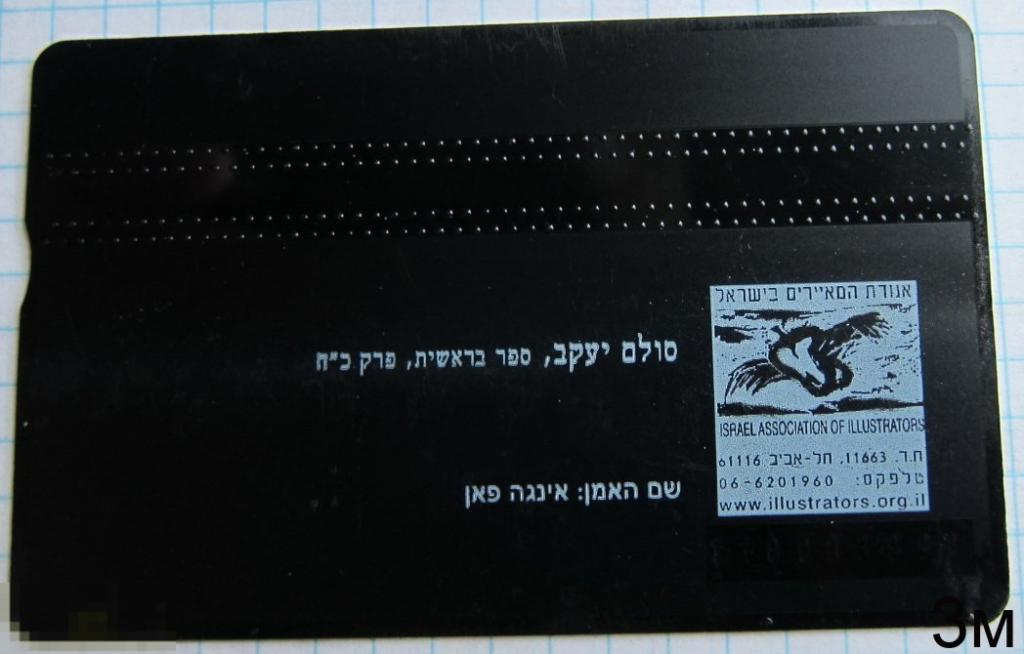 אגודת המאיירים בישראל
ISRAEL ASSOCIATION OF ILLUSTRATORS
ת.ד. 11663, תל-אביב 61116
טלפקס: 06-6201960
www.illustrators.org.il
סולם יעקב, ספר בראשית, פרק כ"ח
שם האמן: אינגה פאן
3м